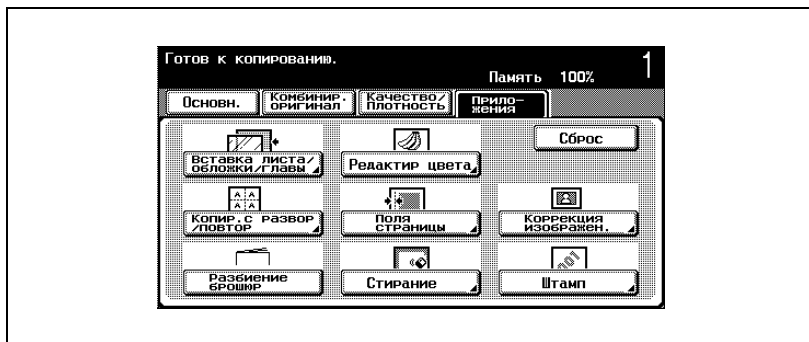 Готов к копированию.
Память 100% 1
Основн.
Комбинир.
оригинал
Качество/
Плотность
Прило-
жения
Сброс
Вставка листа/
обложки/главы
Редактир цвета
Копир.с развор
/повтор
Поля
страницы
Коррекция
изображен.
Разбиение
брошюр
Стирание
Штамп